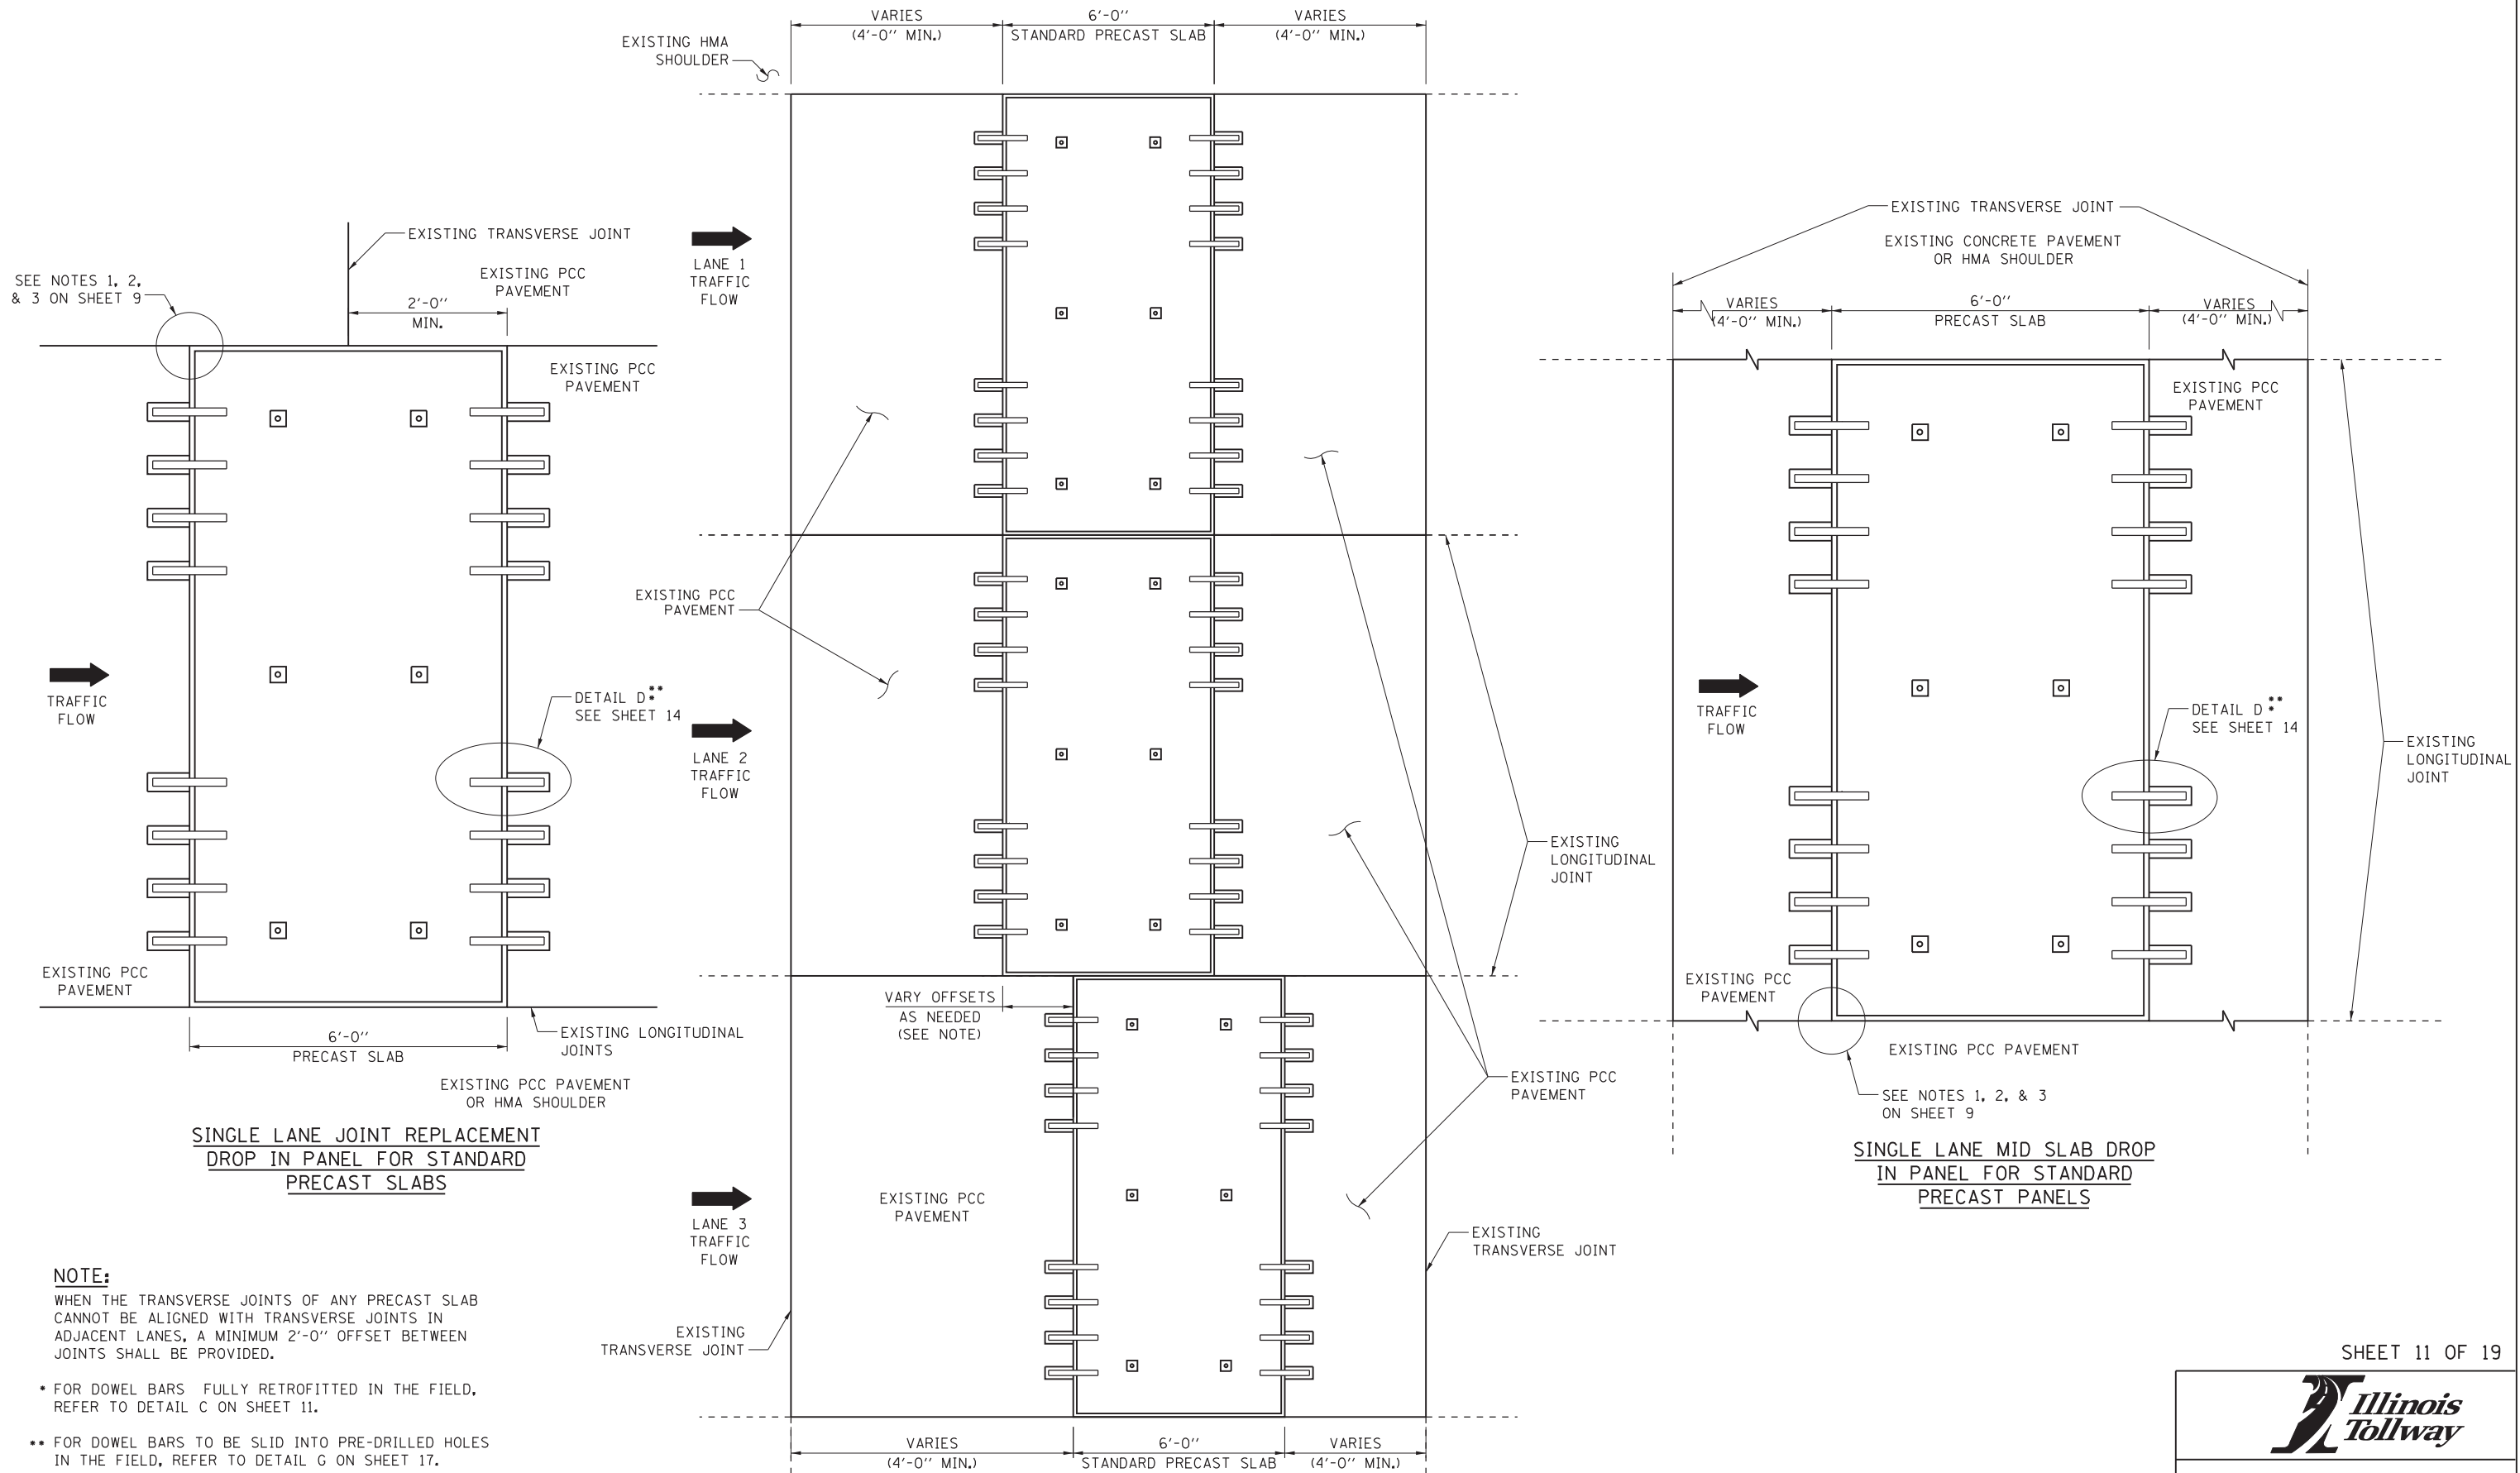 VARIES
(4'-0'' MIN.)
6'-0''
STANDARD PRECAST SLAB
VARIES
(4'-0'' MIN.)
EXISTING HMA
SHOULDER
EXISTING TRANSVERSE JOINT
EXISTING PCC
PAVEMENT
SEE NOTES 1, 2,
& 3 ON SHEET 9
2'-0''
MIN.
EXISTING PCC
PAVEMENT
TRAFFIC
FLOW
DETAIL D***
SEE SHEET 14
EXISTING PCC
PAVEMENT
6'-0''
PRECAST SLAB
EXISTING LONGITUDINAL
JOINTS
EXISTING PCC PAVEMENT
OR HMA SHOULDER
SINGLE LANE JOINT REPLACEMENT
DROP IN PANEL FOR STANDARD
PRECAST SLABS
LANE 1
TRAFFIC
FLOW
EXISTING PCC
PAVEMENT
LANE 2
TRAFFIC
FLOW
EXISTING
LONGITUDINAL
JOINT
VARY OFFSETS
AS NEEDED
(SEE NOTE)
EXISTING PCC
PAVEMENT
EXISTING PCC
PAVEMENT
LANE 3
TRAFFIC
FLOW
EXISTING
TRANSVERSE JOINT
EXISTING
TRANSVERSE JOINT
VARIES
(4'-0'' MIN.)
6'-0''
STANDARD PRECAST SLAB
VARIES
(4'-0'' MIN.)
EXISTING TRANSVERSE JOINT
EXISTING CONCRETE PAVEMENT
OR HMA SHOULDER
VARIES
(4'-0'' MIN.)
6'-0''
PRECAST SLAB
VARIES
(4'-0'' MIN.)
EXISTING PCC
PAVEMENT
TRAFFIC
FLOW
DETAIL D ***
SEE SHEET 14
EXISTING
LONGITUDINAL
JOINT
EXISTING PCC
PAVEMENT
EXISTING PCC PAVEMENT
SEE NOTES 1, 2, & 3
ON SHEET 9
SINGLE LANE MID SLAB DROP
IN PANEL FOR STANDARD
PRECAST PANELS
NOTE:
WHEN THE TRANSVERSE JOINTS OF ANY PRECAST SLAB
CANNOT BE ALIGNED WITH TRANSVERSE JOINTS IN
ADJACENT LANES, A MINIMUM 2'-0'' OFFSET BETWEEN
JOINTS SHALL BE PROVIDED.
* FOR DOWEL BARS FULLY RETROFITTED IN THE FIELD,
REFER TO DETAIL C ON SHEET 11.
** FOR DOWEL BARS TO BE SLID INTO PRE-DRILLED HOLES
IN THE FIELD, REFER TO DETAIL G ON SHEET 17.
SHEET 11 OF 19
Illinois
Tollway